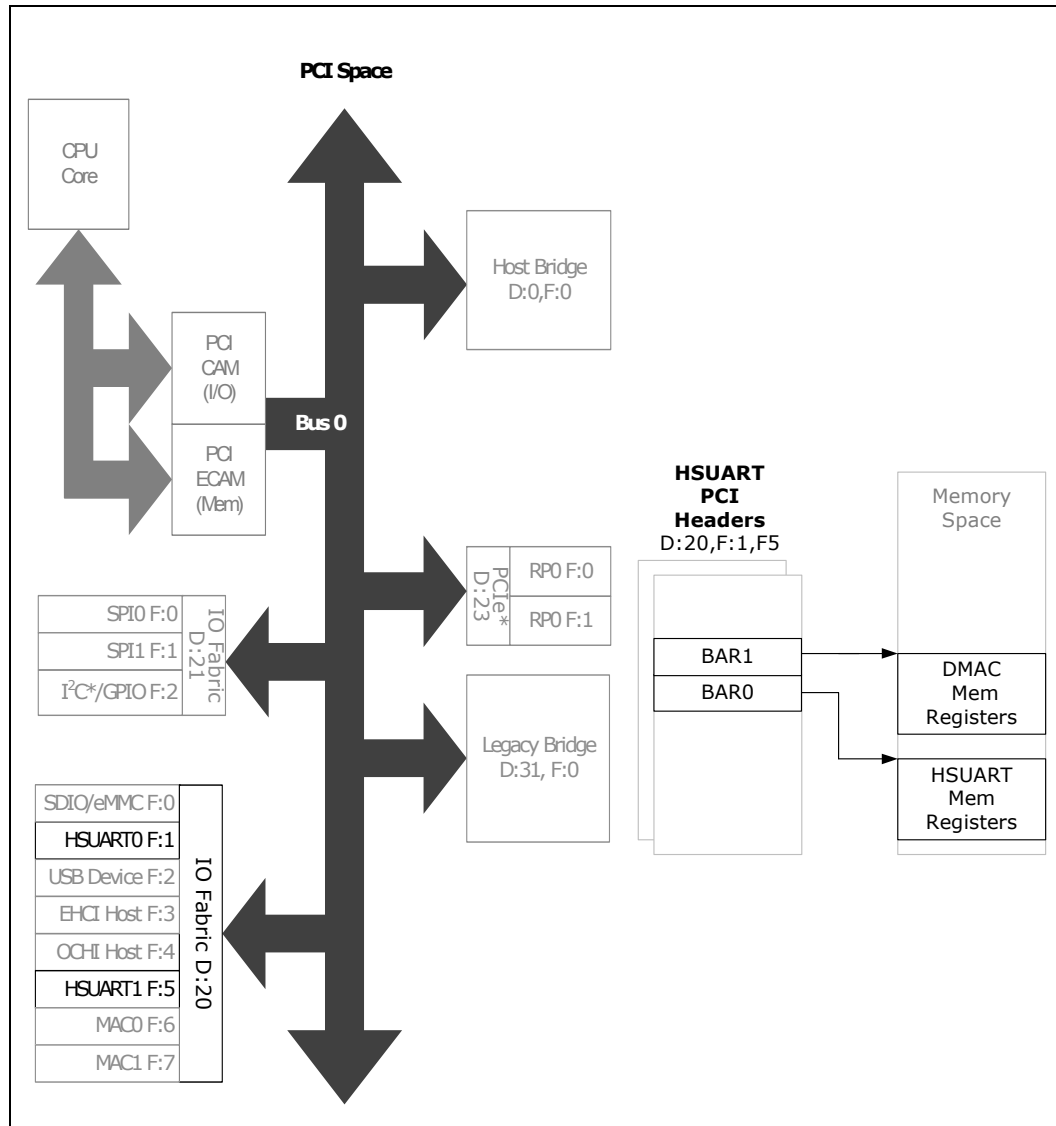 PCI Space
CPU
Core
Host Bridge
D:0,F:0
PCI
CAM
(I/O)
Bus 0
PCI
ECAM
(Mem)
HSUART
PCI
Headers
D:20,F:1,F5
Memory
Space
PCIe*
D:23
RP0 F:0
RP0 F:1
SPI0 F:0
SPI1 F:1
I²C*/GPIO F:2
IO Fabric
D:21
BAR1
BAR0
DMAC
Mem
Registers
HSUART
Mem
Registers
Legacy Bridge
D:31, F:0
SDIO/eMMC F:0
HSUART0 F:1
USB Device F:2
EHCI Host F:3
OCHI Host F:4
HSUART1 F:5
MAC0 F:6
MAC1 F:7
IO Fabric D:20